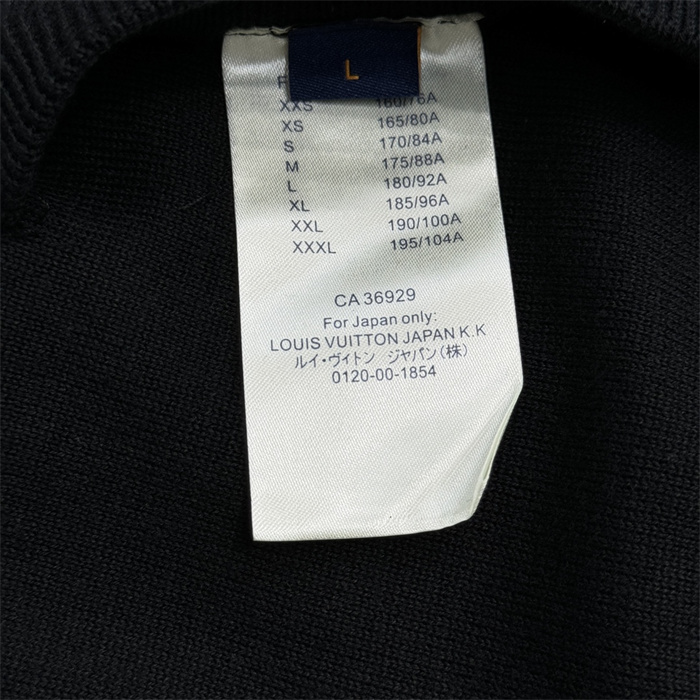 L
F
XXS 160/76A
XS 165/80A
S 170/84A
M 175/88A
L 180/92A
XL 185/96A
XXL 190/100A
XXXL 195/104A
CA 36929
For Japan only:
LOUIS VUITTON JAPAN K.K
ルイ・ヴィトン ジャパン(株)
0120-00-1854